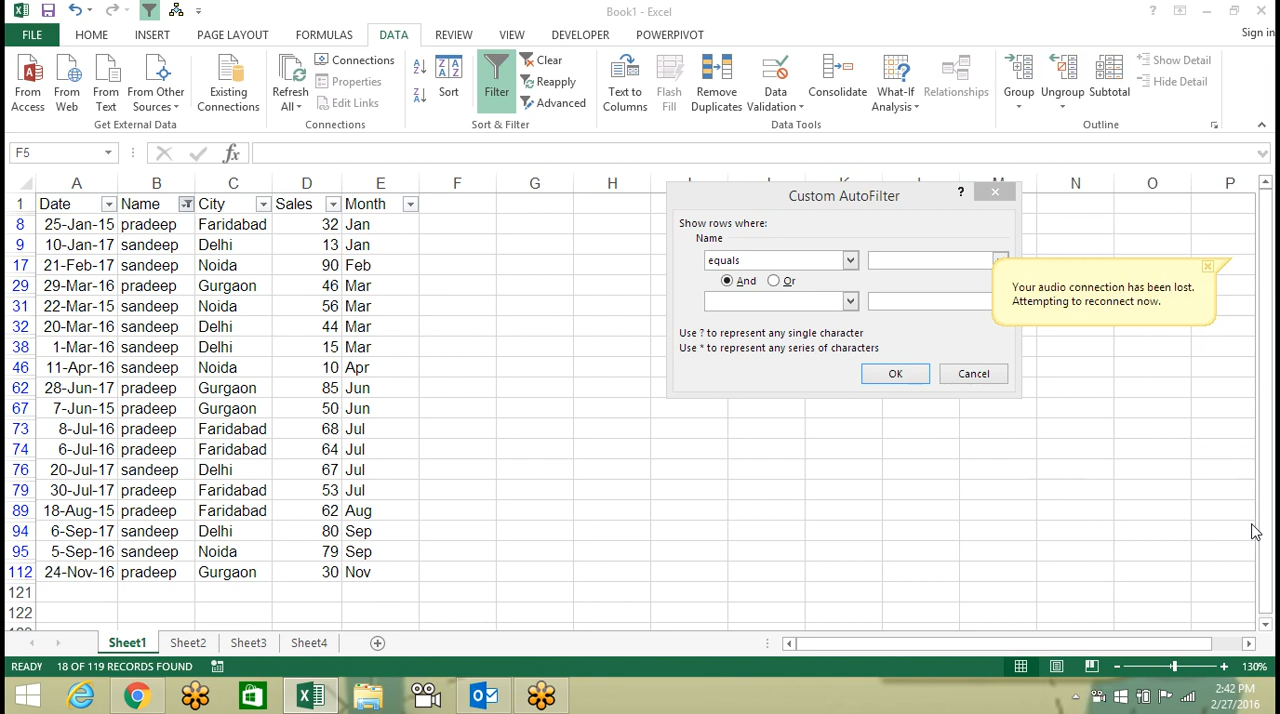 Book1 - Excel
FILE HOME INSERT PAGE LAYOUT FORMULAS DATA REVIEW VIEW DEVELOPER POWERPIVOT Sign in
From Access
From Web
From Text
From Other Sources
Existing Connections
Refresh All
Connections
Properties
Edit Links
Sort
Filter
Clear
Reapply
Advanced
Text to Columns
Flash Fill
Remove Duplicates
Data Validation
Consolidate
What-If Analysis
Relationships
Group
Ungroup
Subtotal
Show Detail
Hide Detail
Get External Data Connections Sort & Filter Data Tools Outline
F5 fx
A B C D E F G H N O P
1 Date Name City Sales Month
8 25-Jan-15 pradeep Faridabad 32 Jan
9 10-Jan-17 sandeep Delhi 13 Jan
17 21-Feb-17 sandeep Noida 90 Feb
29 29-Mar-16 pradeep Gurgaon 46 Mar
31 22-Mar-15 sandeep Noida 56 Mar
32 20-Mar-16 sandeep Delhi 44 Mar
38 1-Mar-16 sandeep Delhi 15 Mar
46 11-Apr-16 sandeep Noida 10 Apr
62 28-Jun-17 pradeep Gurgaon 85 Jun
67 7-Jun-15 pradeep Gurgaon 50 Jun
73 8-Jul-16 pradeep Faridabad 68 Jul
74 6-Jul-16 pradeep Faridabad 64 Jul
76 20-Jul-17 sandeep Delhi 67 Jul
79 30-Jul-17 pradeep Faridabad 53 Jul
89 18-Aug-15 pradeep Faridabad 62 Aug
94 6-Sep-17 sandeep Delhi 80 Sep
95 5-Sep-16 sandeep Noida 79 Sep
112 24-Nov-16 pradeep Gurgaon 30 Nov
121
122
Custom AutoFilter ?
Show rows where:
Name
equals
And Or
Use ? to represent any single character
Use * to represent any series of characters
OK Cancel
Your audio connection has been lost.
Attempting to reconnect now.
Sheet1 Sheet2 Sheet3 Sheet4
READY 18 OF 119 RECORDS FOUND 130%
2:42 PM
2/27/2016